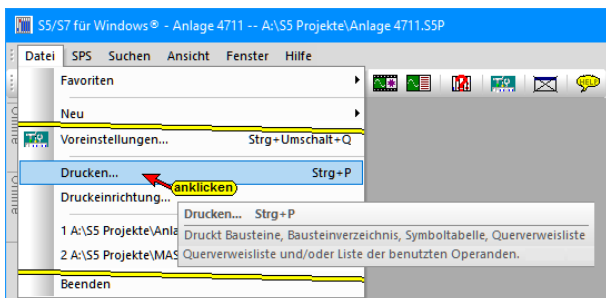 S5/S7 für Windows® - Anlage 4711 -- A:\S5 Projekte\Anlage 4711.S5P
Datei SPS Suchen Ansicht Fenster Hilfe
Favoriten
HELP
Neu
Voreinstellungen... Strg+Umschalt+Q
Drucken... Strg+P
anklicken
Druckeinrichtung...
Drucken... Strg+P
1 A:\S5 Projekte\Anla
Druckt Bausteine, Bausteinverzeichnis, Symboltabelle, Querverweisliste
2 A:\S5 Projekte\MAS
Querverweisliste und/oder Liste der benutzten Operanden.
Beenden